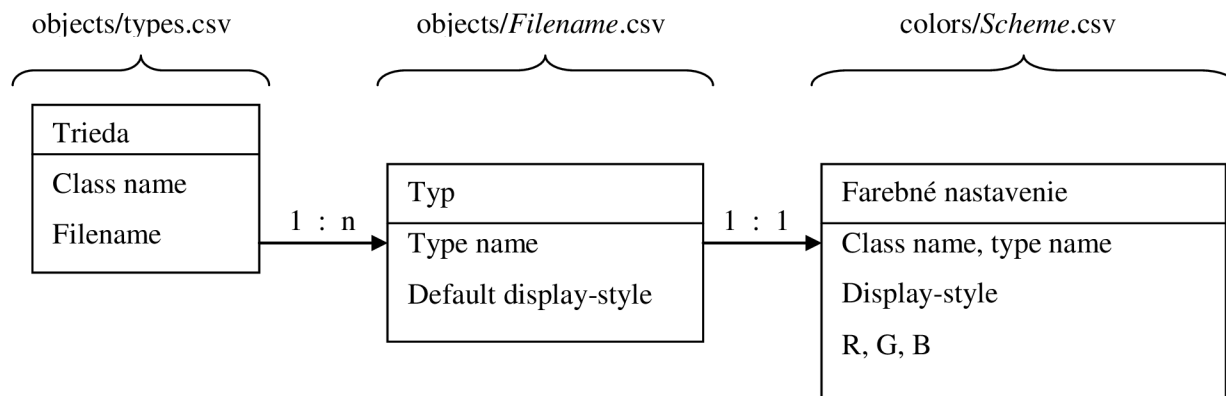 objects/types.csv
objects/Filename.csv
colors/Scheme.csv
Trieda
Class name
Filename
1 : n
Typ
Type name
Default display-style
1 : 1
Farebné nastavenie
Class name, type name
Display-style
R, G, B